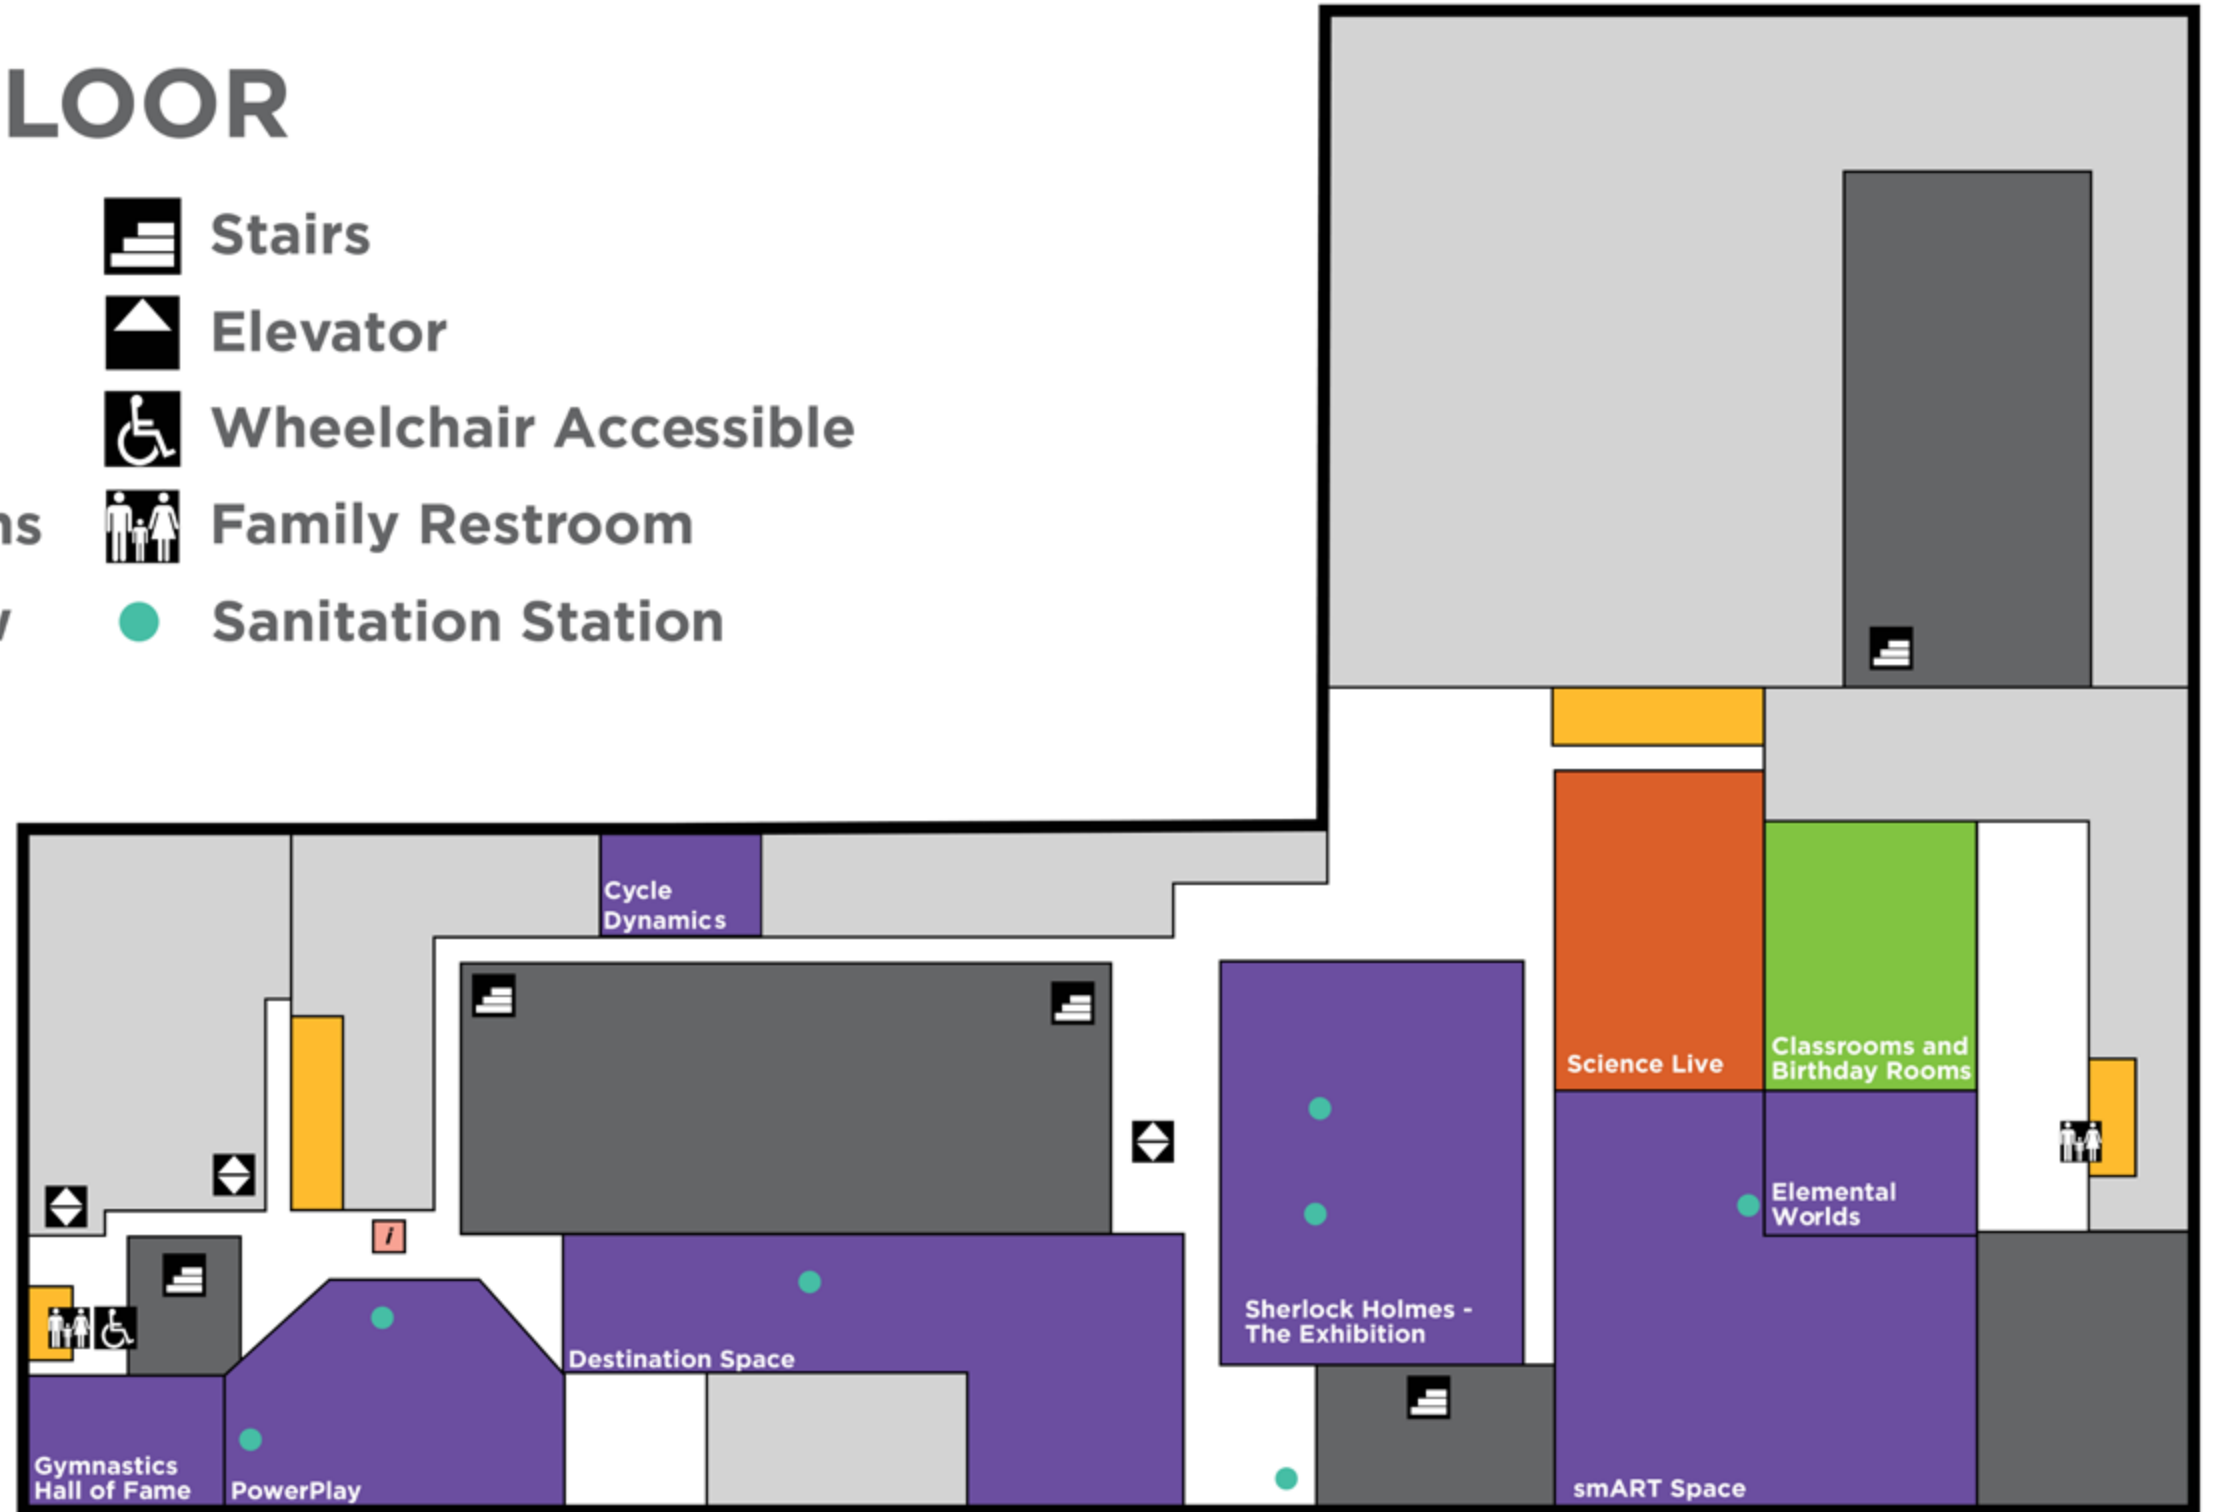 LOOR
Stairs
Elevator
Wheelchair Accessible
Family Restroom
Sanitation Station
Cycle
Dynamics
Science Live
Classrooms and
Birthday Rooms
Elemental
Worlds
i
Sherlock Holmes -
The Exhibition
Destination Space
Gymnastics
Hall of Fame
PowerPlay
smART Space